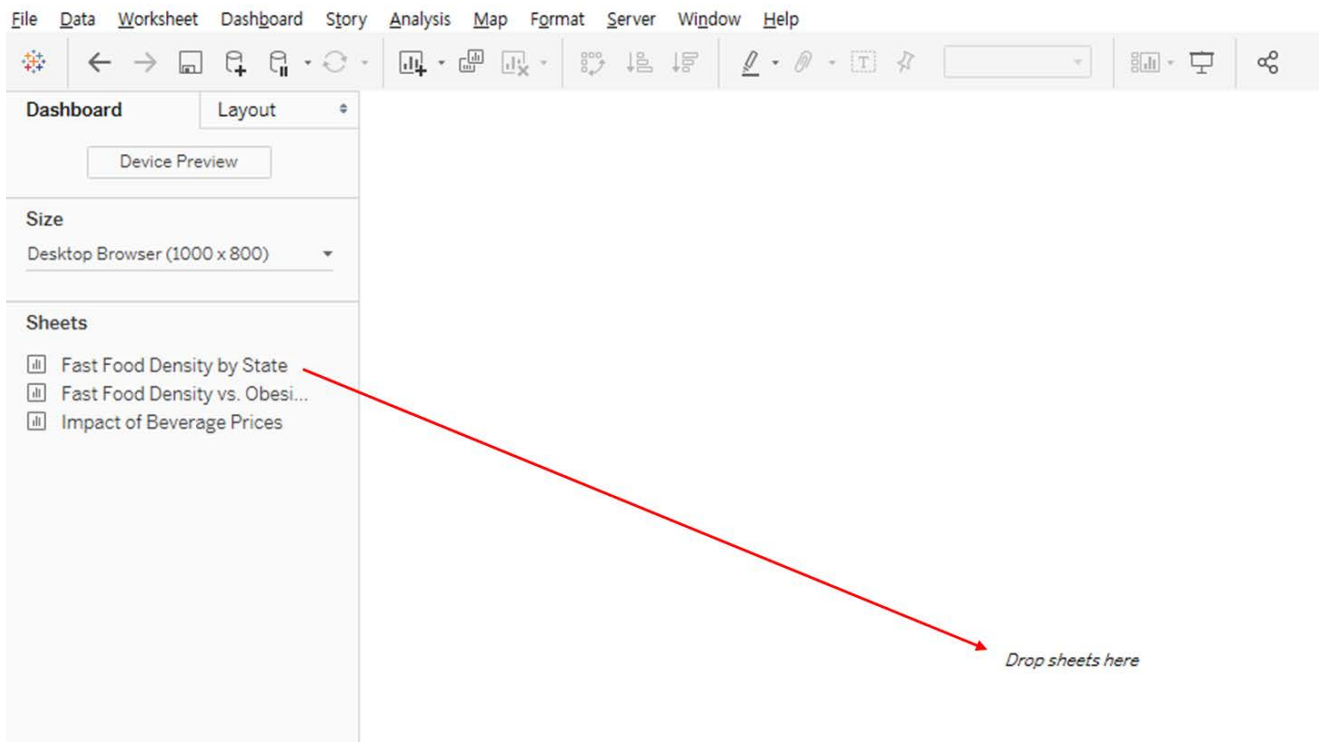 File Data Worksheet Dashboard Story Analysis Map Format Server Window Help
Dashboard Layout
Device Preview
Size
Desktop Browser (1000 x 800)
Sheets
Fast Food Density by State
Fast Food Density vs. Obesi...
Impact of Beverage Prices
Drop sheets here